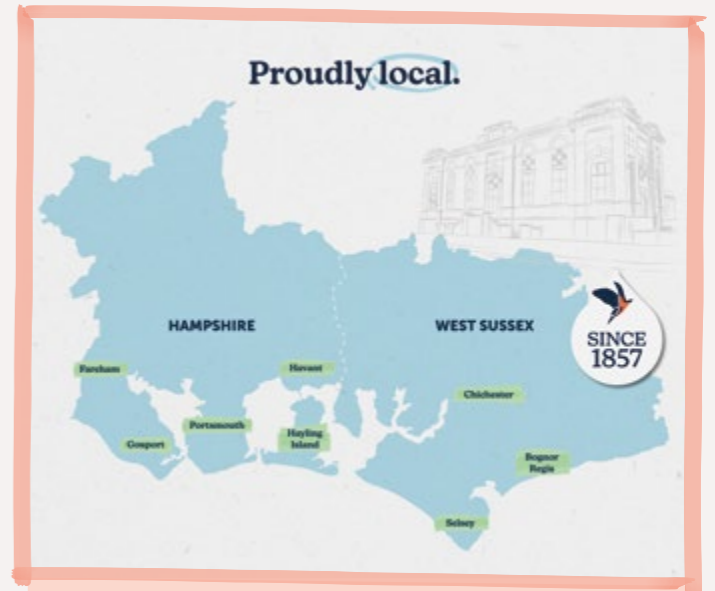 Proudly local.
HAMPSHIRE
WEST SUSSEX
SINCE
1857
Fareham
Havant
Chichester
Portsmouth
Gosport
Hayling
Island
Bognor
Regis
Selsey